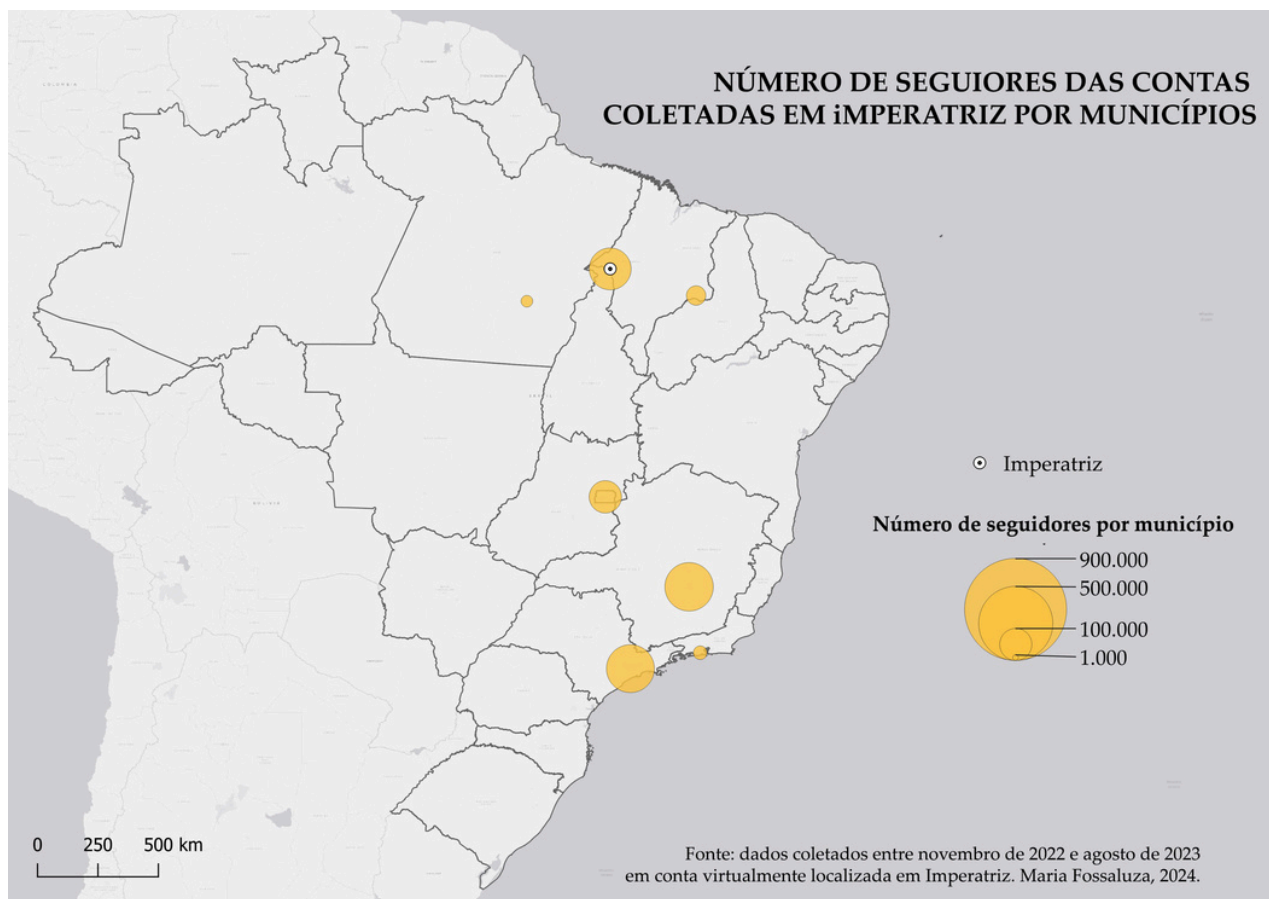 NÚMERO DE SEGUIORES DAS CONTAS
COLETADAS EM iMPERATRIZ POR MUNICÍPIOS
Imperatriz
Número de seguidores por município
900.000
500.000
100.000
1.000
0 250 500 km
Fonte: dados coletados entre novembro de 2022 e agosto de 2023
em conta virtualmente localizada em Imperatriz. Maria Fossaluza, 2024.